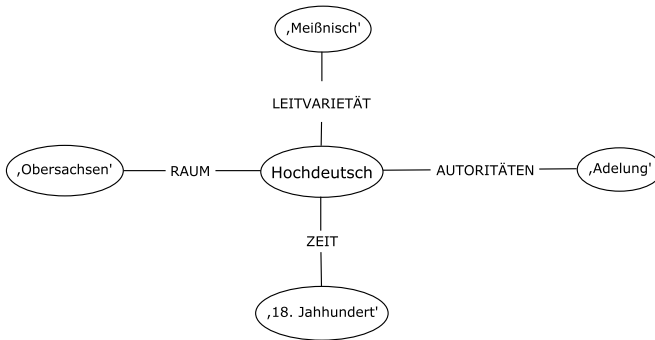 ‚Meißnisch'
LEITVARIETÄT
‚Obersachsen'
RAUM
Hochdeutsch
AUTORITÄTEN
‚Adelung'
ZEIT
‚18. Jahhundert'